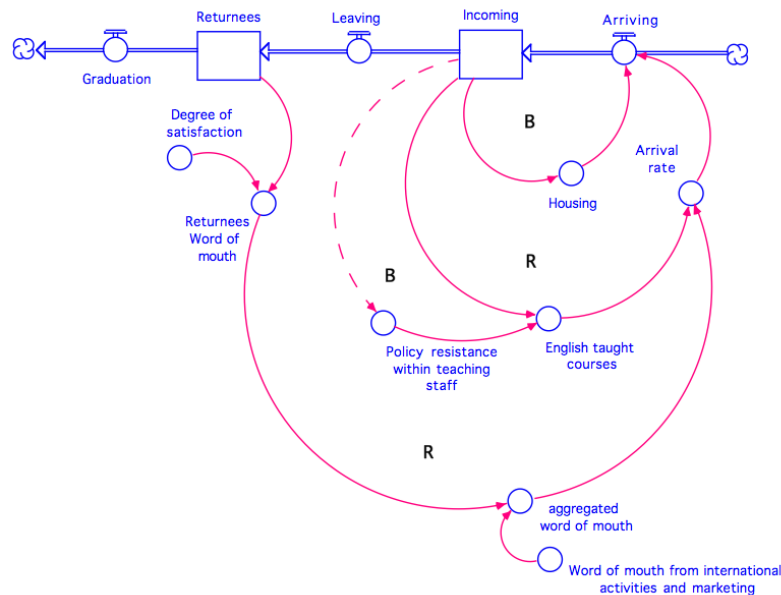 Returnees
Leaving
Incoming
Arriving
Graduation
Degree of
satisfaction
B
Arrival
rate
Housing
Returnees
Word of
mouth
R
B
Policy resistance
within teaching
staff
English taught
courses
R
aggregated
word of mouth
Word of mouth from international
activities and marketing